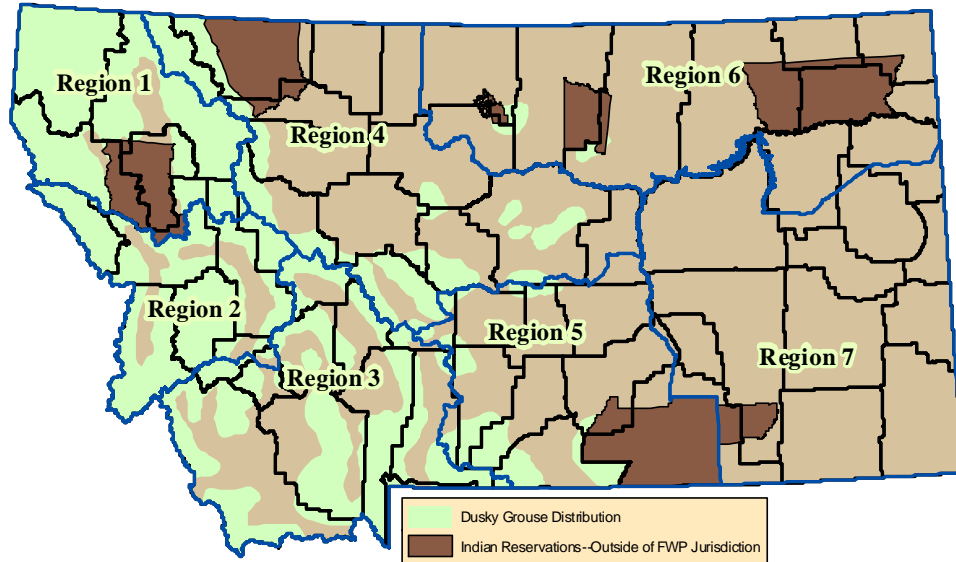 Region 1
Region 6
Region 4
Region 2
Region 5
Region 3
Region 7
Dusky Grouse Distribution
Indian Reservations--Outside of FWP Jurisdiction